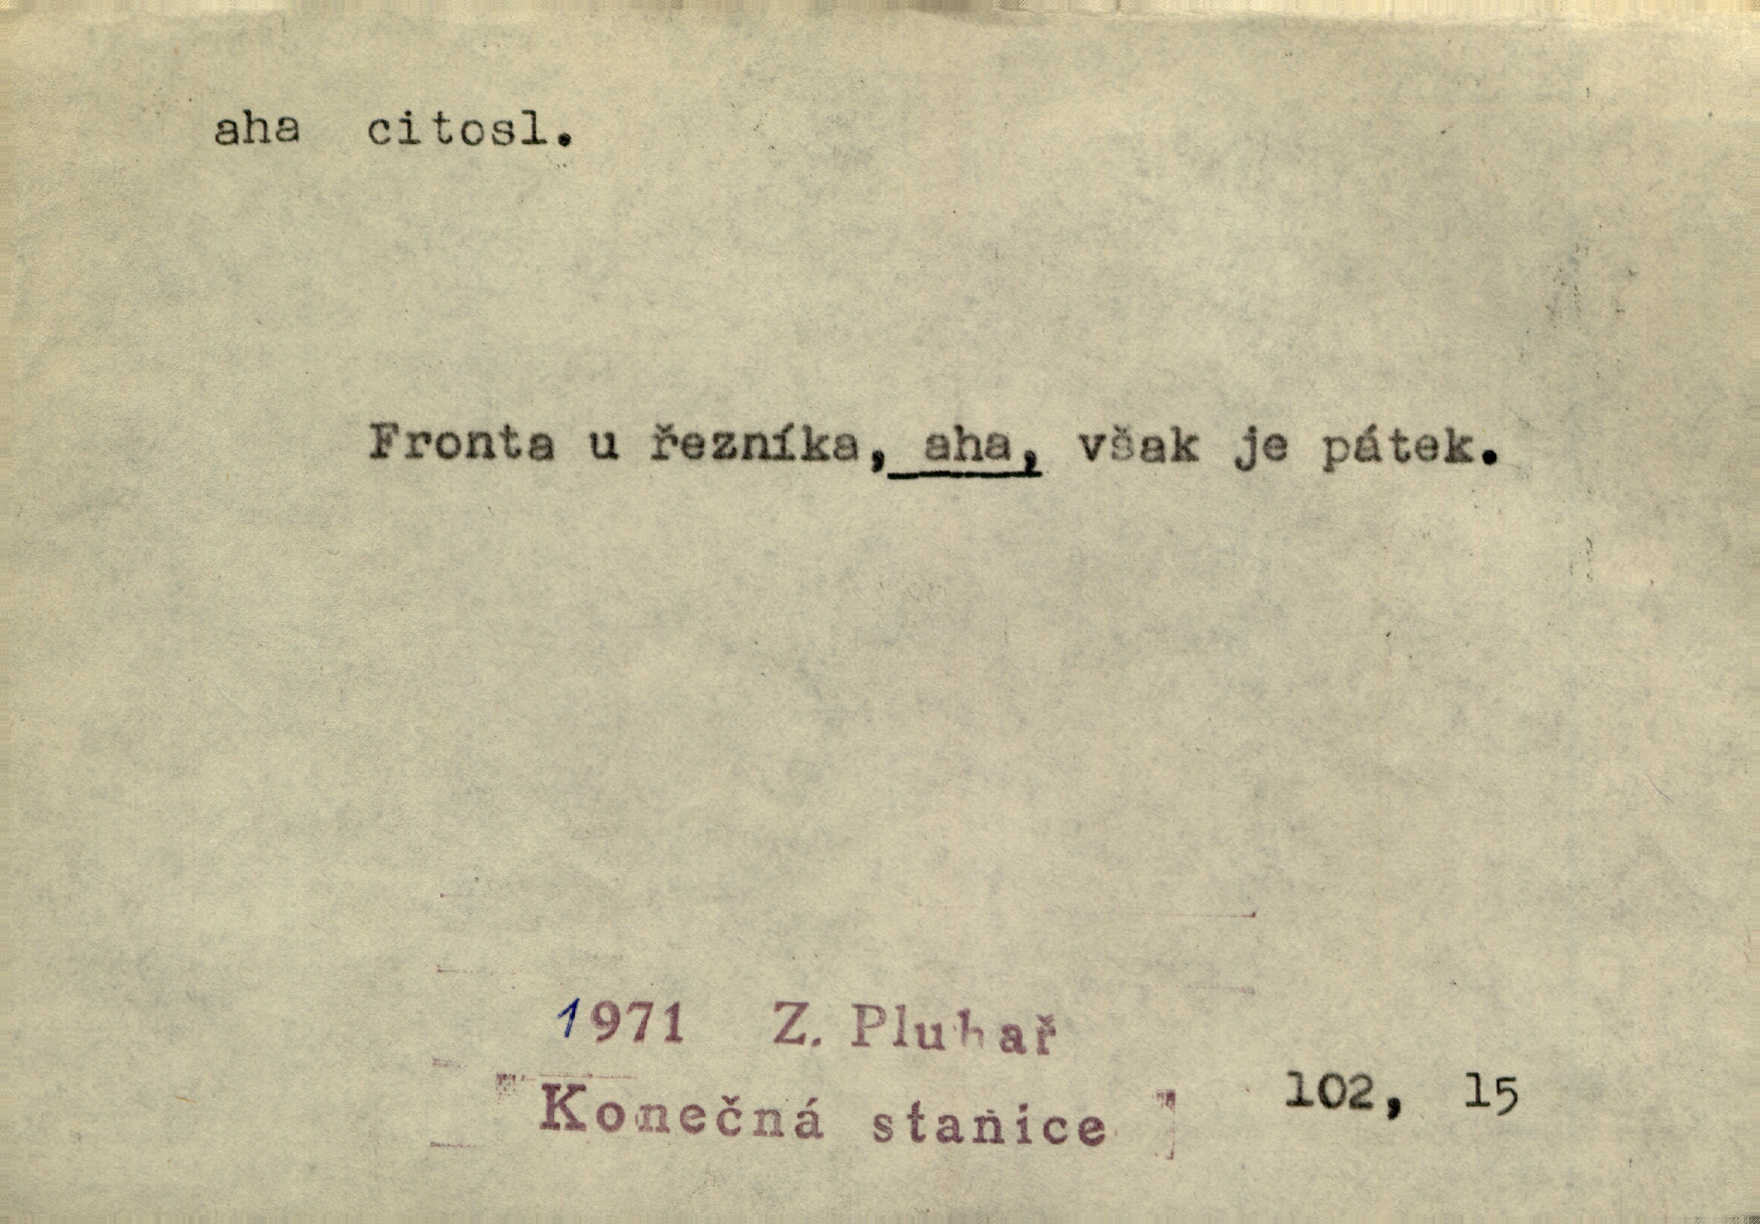 aha citosl.
Fronta u řezníka, aha, však je pátek.
1971 Z. Pluhař
Konečná stanice 102, 15